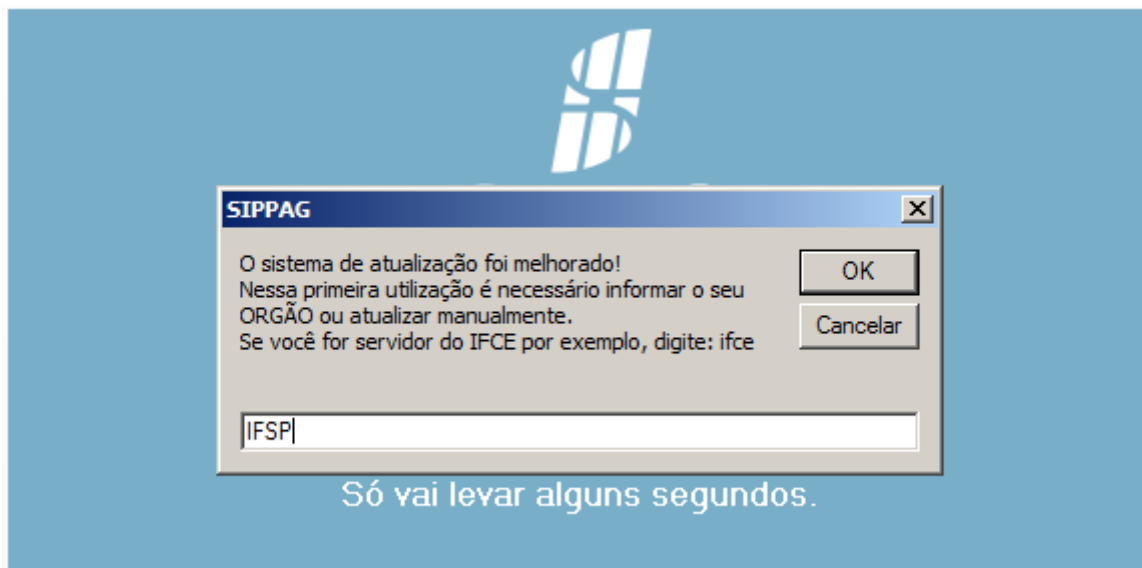 SIPPAG
O sistema de atualização foi melhorado!
Nessa primeira utilização é necessário informar o seu
ORGÃO ou atualizar manualmente.
Se você for servidor do IFCE por exemplo, digite: ifce
OK
Cancelar
IFSP
Só vai levar alguns segundos.